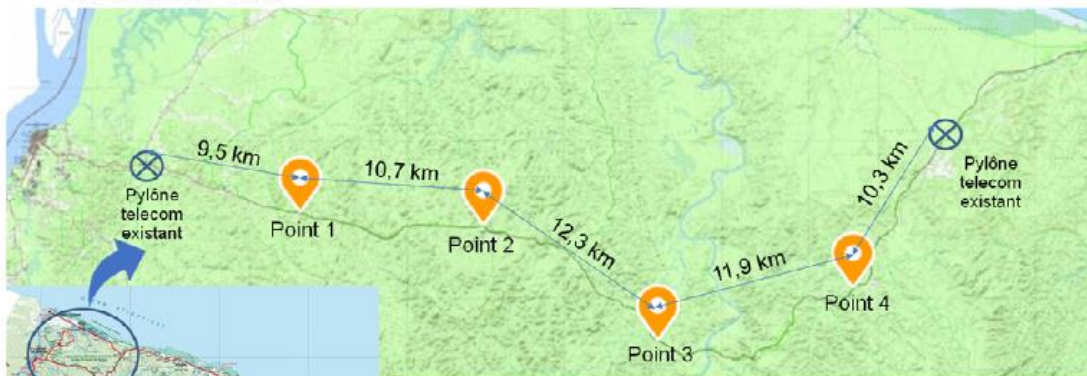 9,5 km
10,7 km
12,3 km
11,9 km
10,3 km
Pylône
telecom
existant
Point 1
Point 2
Point 3
Point 4
Pylône
telecom
existant